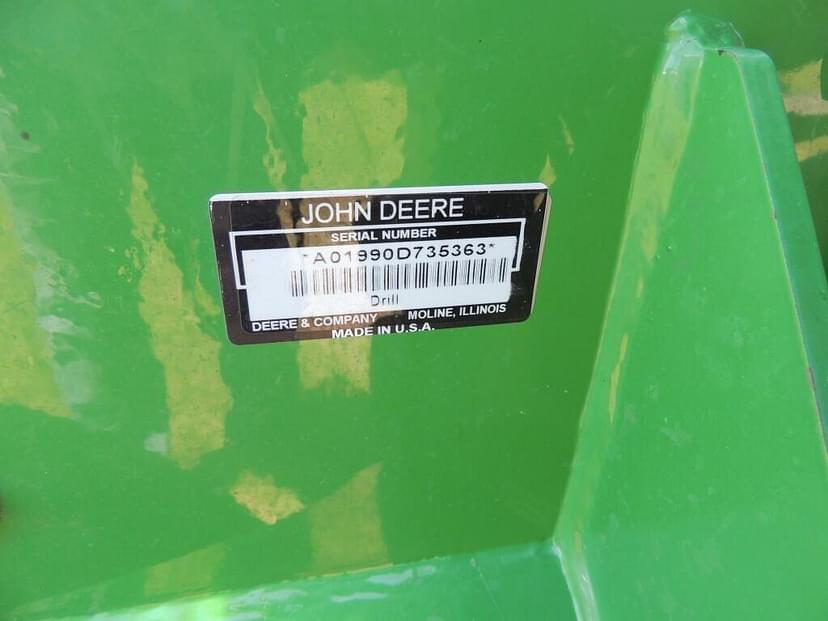 JOHN DEERE
SERIAL NUMBER
*A01990D735363*
Drill
DEERE & COMPANY MOLINE, ILLINOIS
MADE IN U.S.A.